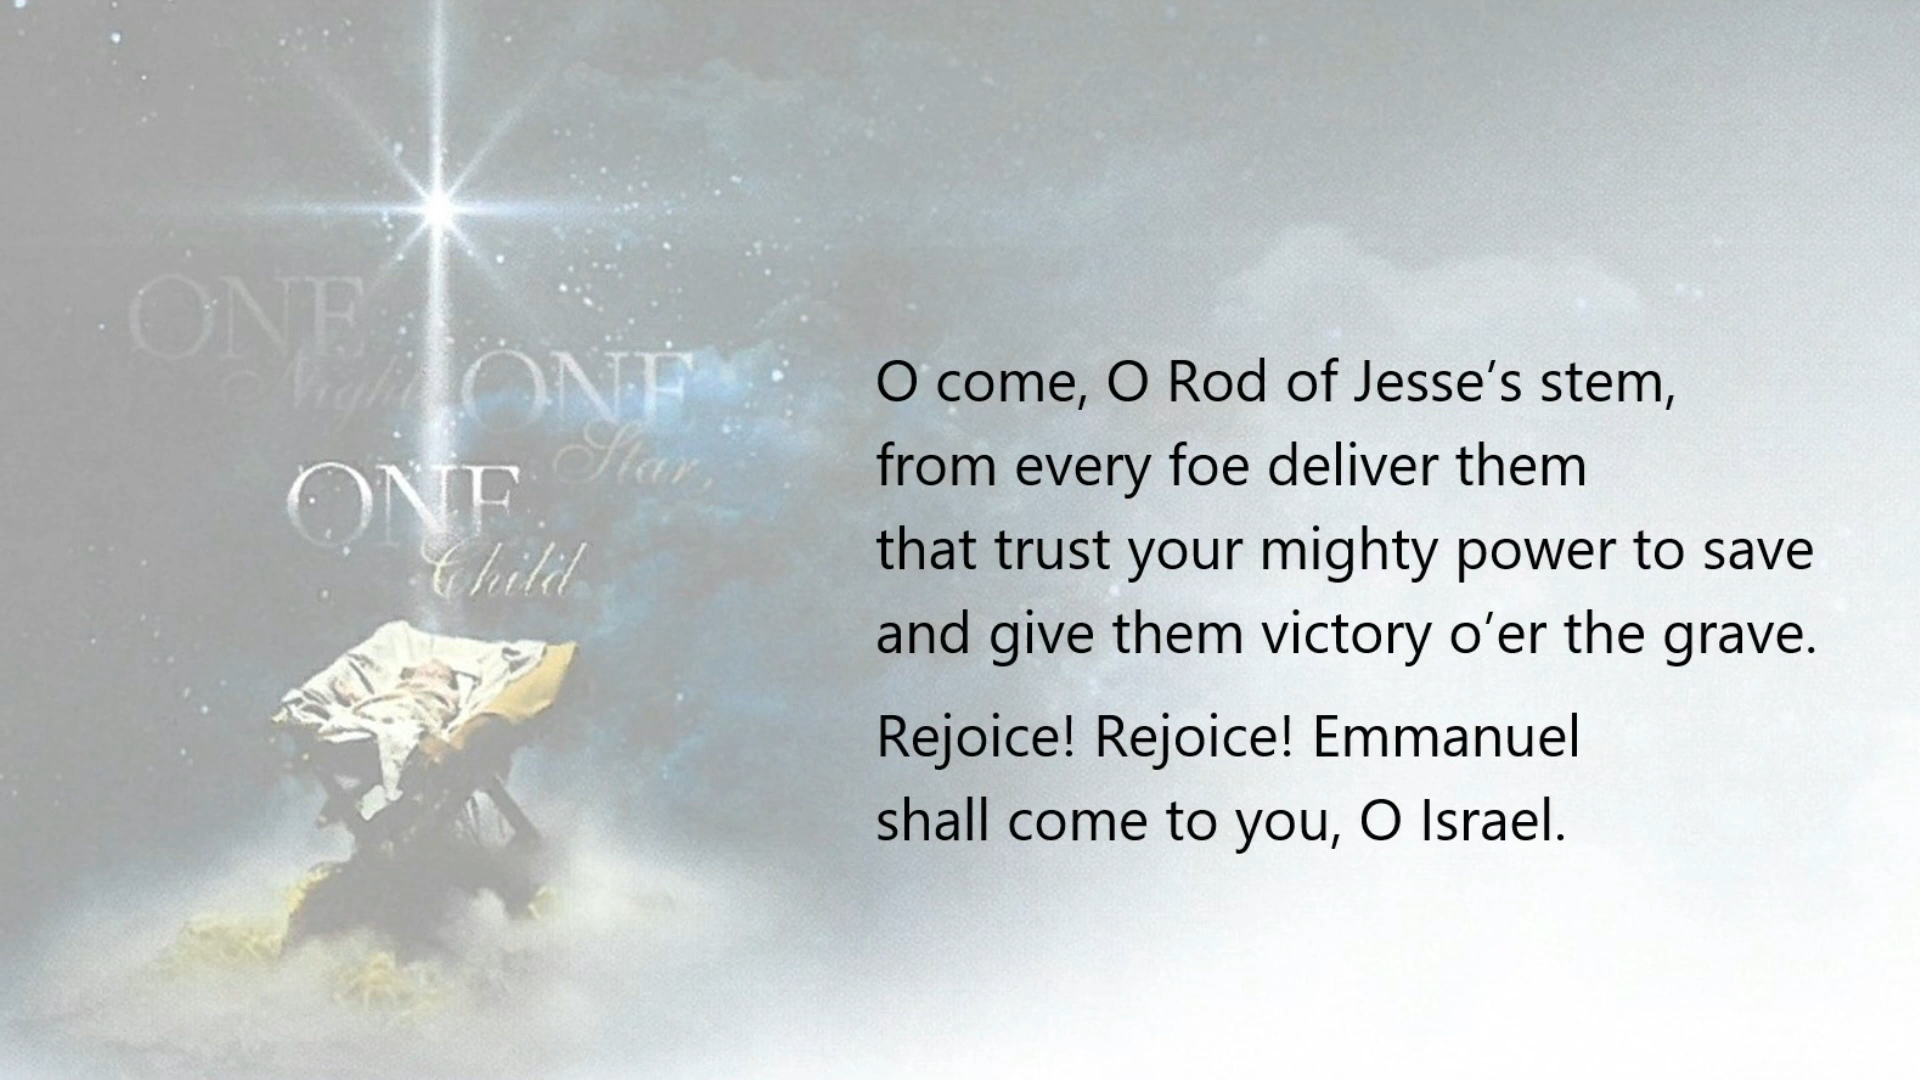 ONE
Night
ONE
Star,
ONE
Child
O come, O Rod of Jesse’s stem,
from every foe deliver them
that trust your mighty power to save
and give them victory o’er the grave.
Rejoice! Rejoice! Emmanuel
shall come to you, O Israel.